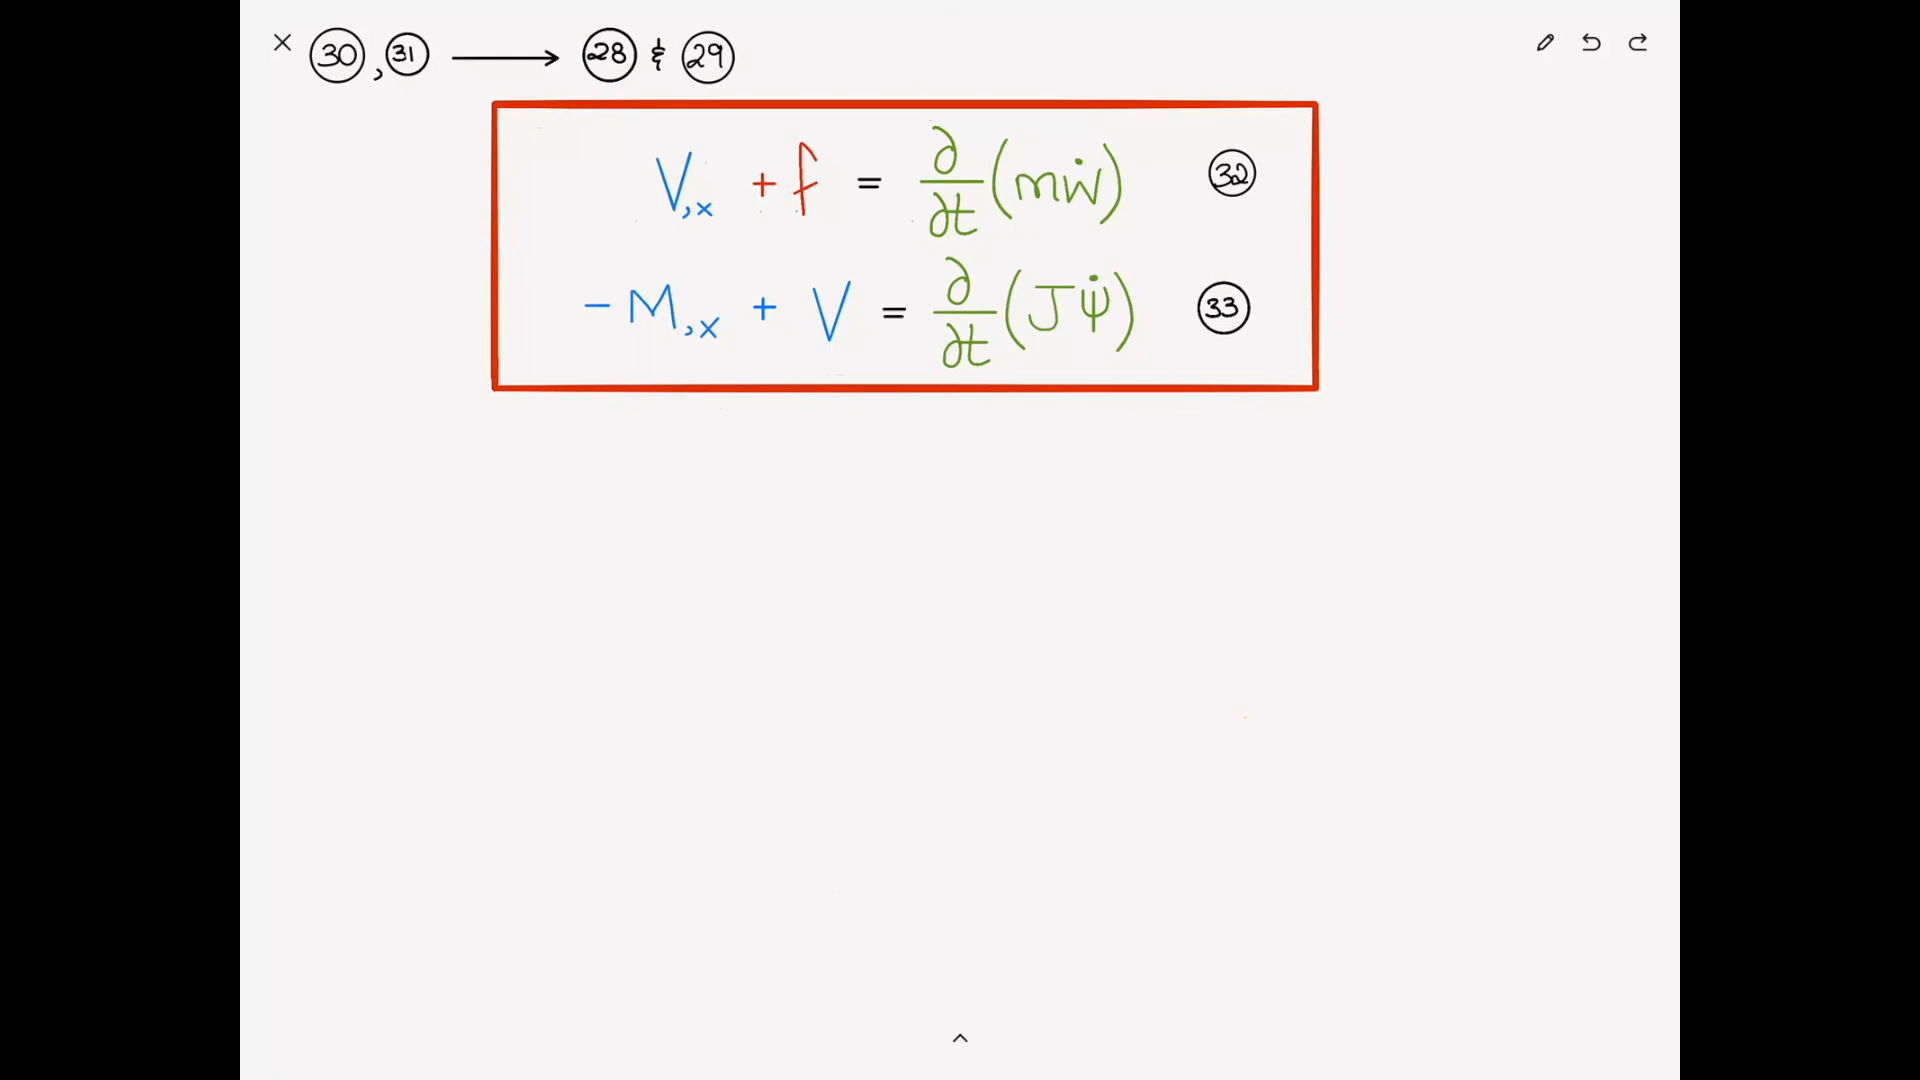 × 30, 31 ⟶ 28 & 29
V,x + f = ∂/∂t (mẇ) 32
- M,x + V = ∂/∂t (Jψ̇) 33